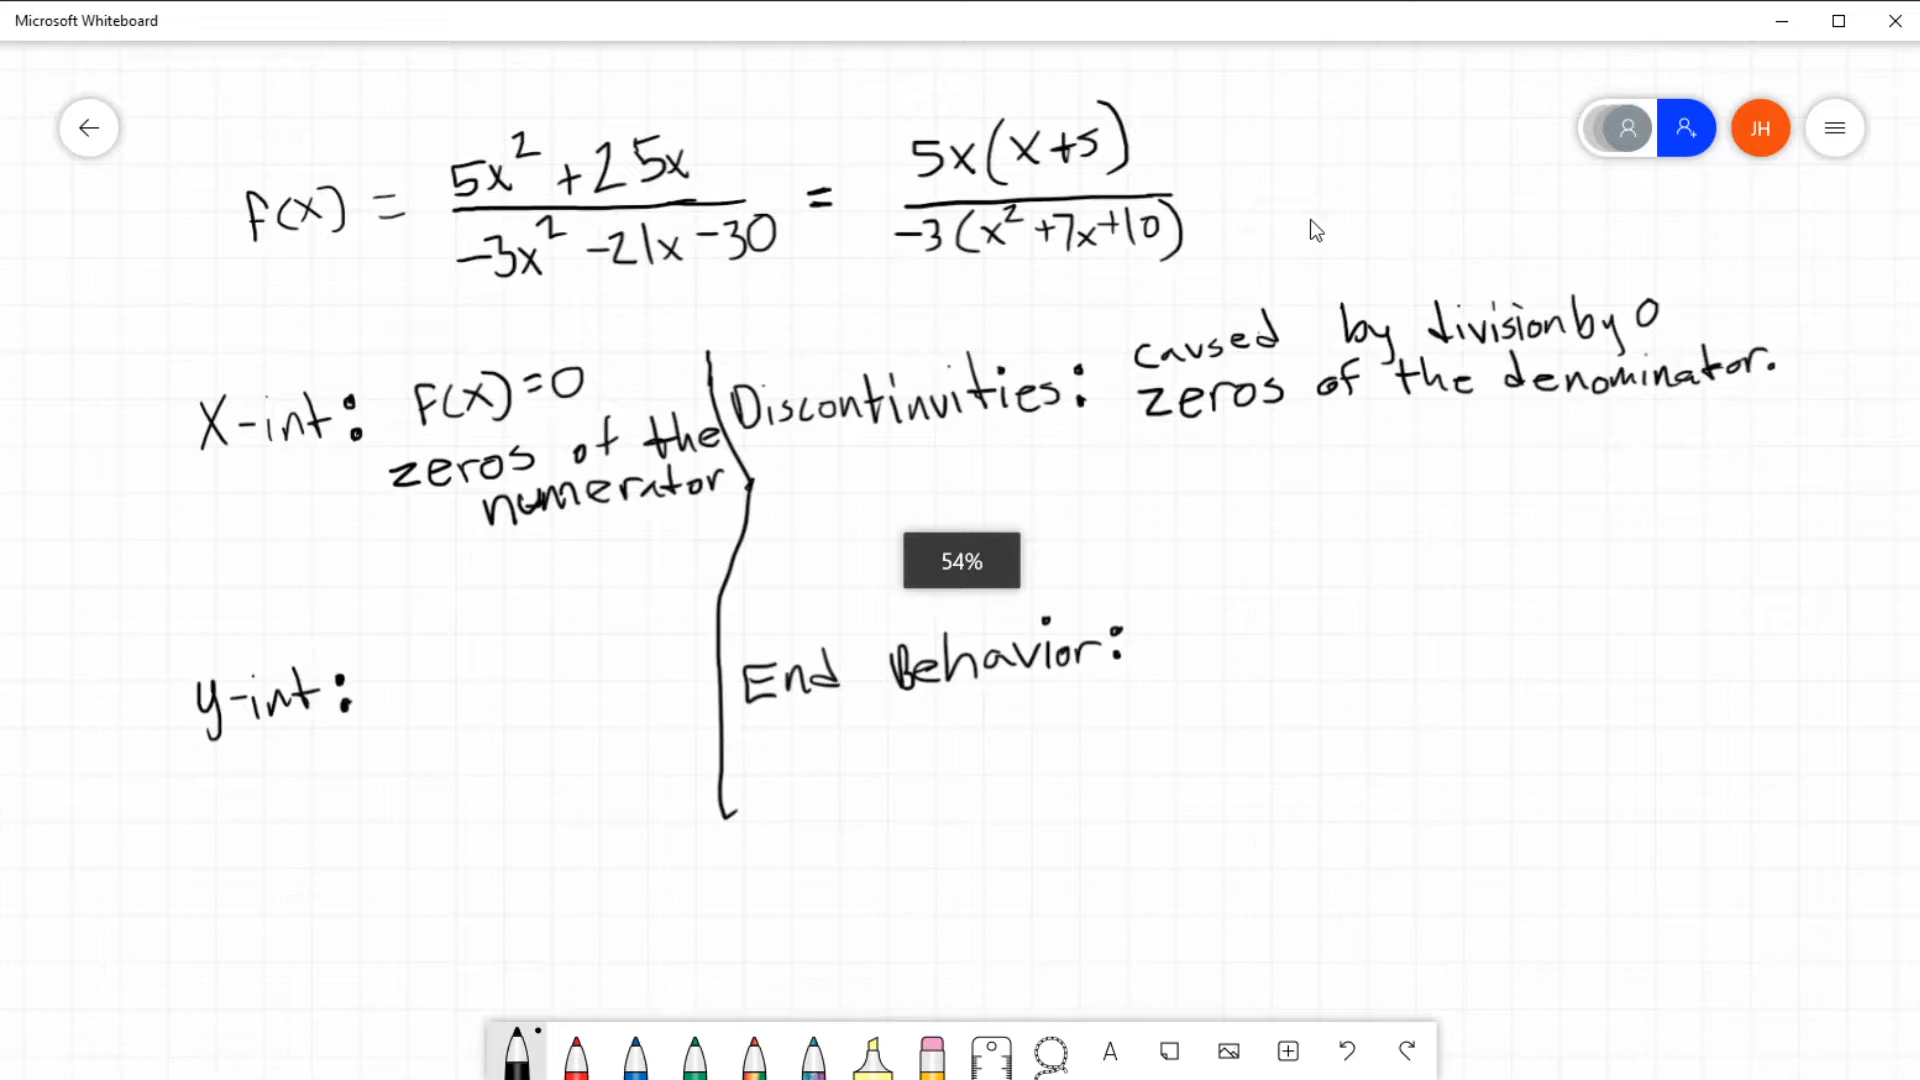 Microsoft Whiteboard
JH
f(x) = 5x² + 25x / -3x² - 21x - 30 = 5x(x+5) / -3(x² + 7x + 10)
X-int: f(x) = 0
zeros of the
numerator
Discontinuities: caused by division by 0
zeros of the denominator.
54%
y-int:
End Behavior:
A